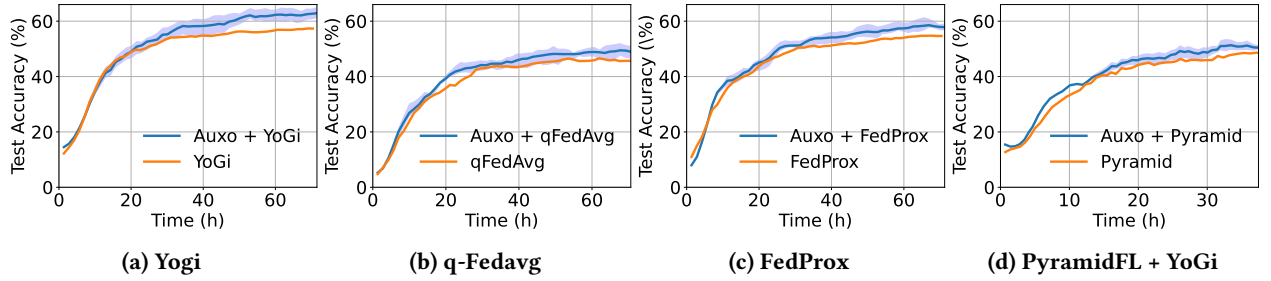 Test Accuracy (%)
60
40
20
0
Auxo + YoGi
YoGi
0 20 40 60
Time (h)
(a) Yogi
Test Accuracy (%)
60
40
20
0
Auxo + qFedAvg
qFedAvg
0 20 40 60
Time (h)
(b) q-Fedavg
Test Accuracy (\%)
60
40
20
0
Auxo + FedProx
FedProx
0 20 40 60
Time (h)
(c) FedProx
Test Accuracy (%)
60
40
20
0
Auxo + Pyramid
Pyramid
0 10 20 30
Time (h)
(d) PyramidFL + YoGi